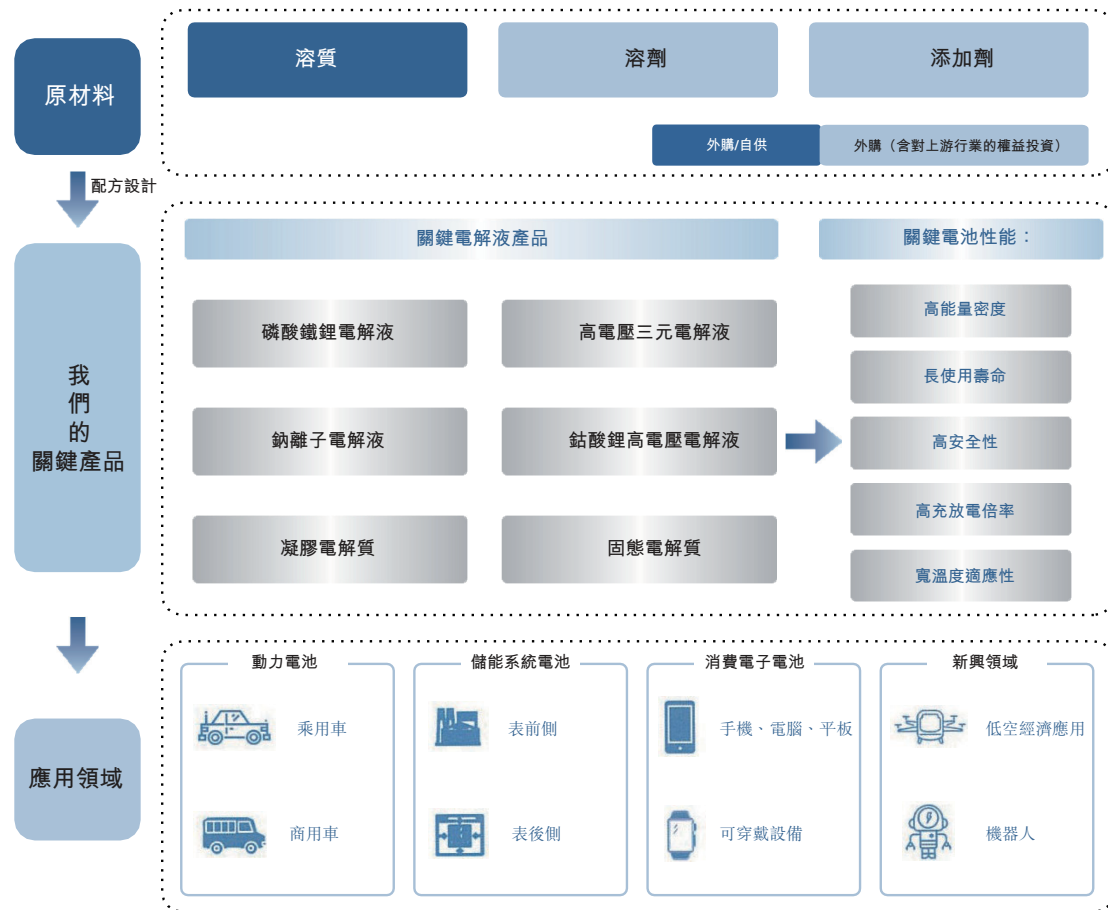 原材料
溶質
溶劑
添加劑
外購/自供
外購（含對上游行業的權益投資）
配方設計
我
們
的
關鍵產品
關鍵電解液產品
關鍵電池性能：
磷酸鐵鋰電解液
高電壓三元電解液
鈉離子電解液
鈷酸鋰高電壓電解液
凝膠電解質
固態電解質
高能量密度
長使用壽命
高安全性
高充放電倍率
寬溫度適應性
應用領域
動力電池
乘用車
商用車
儲能系統電池
表前側
表後側
消費電子電池
手機、電腦、平板
可穿戴設備
新興領域
低空經濟應用
機器人